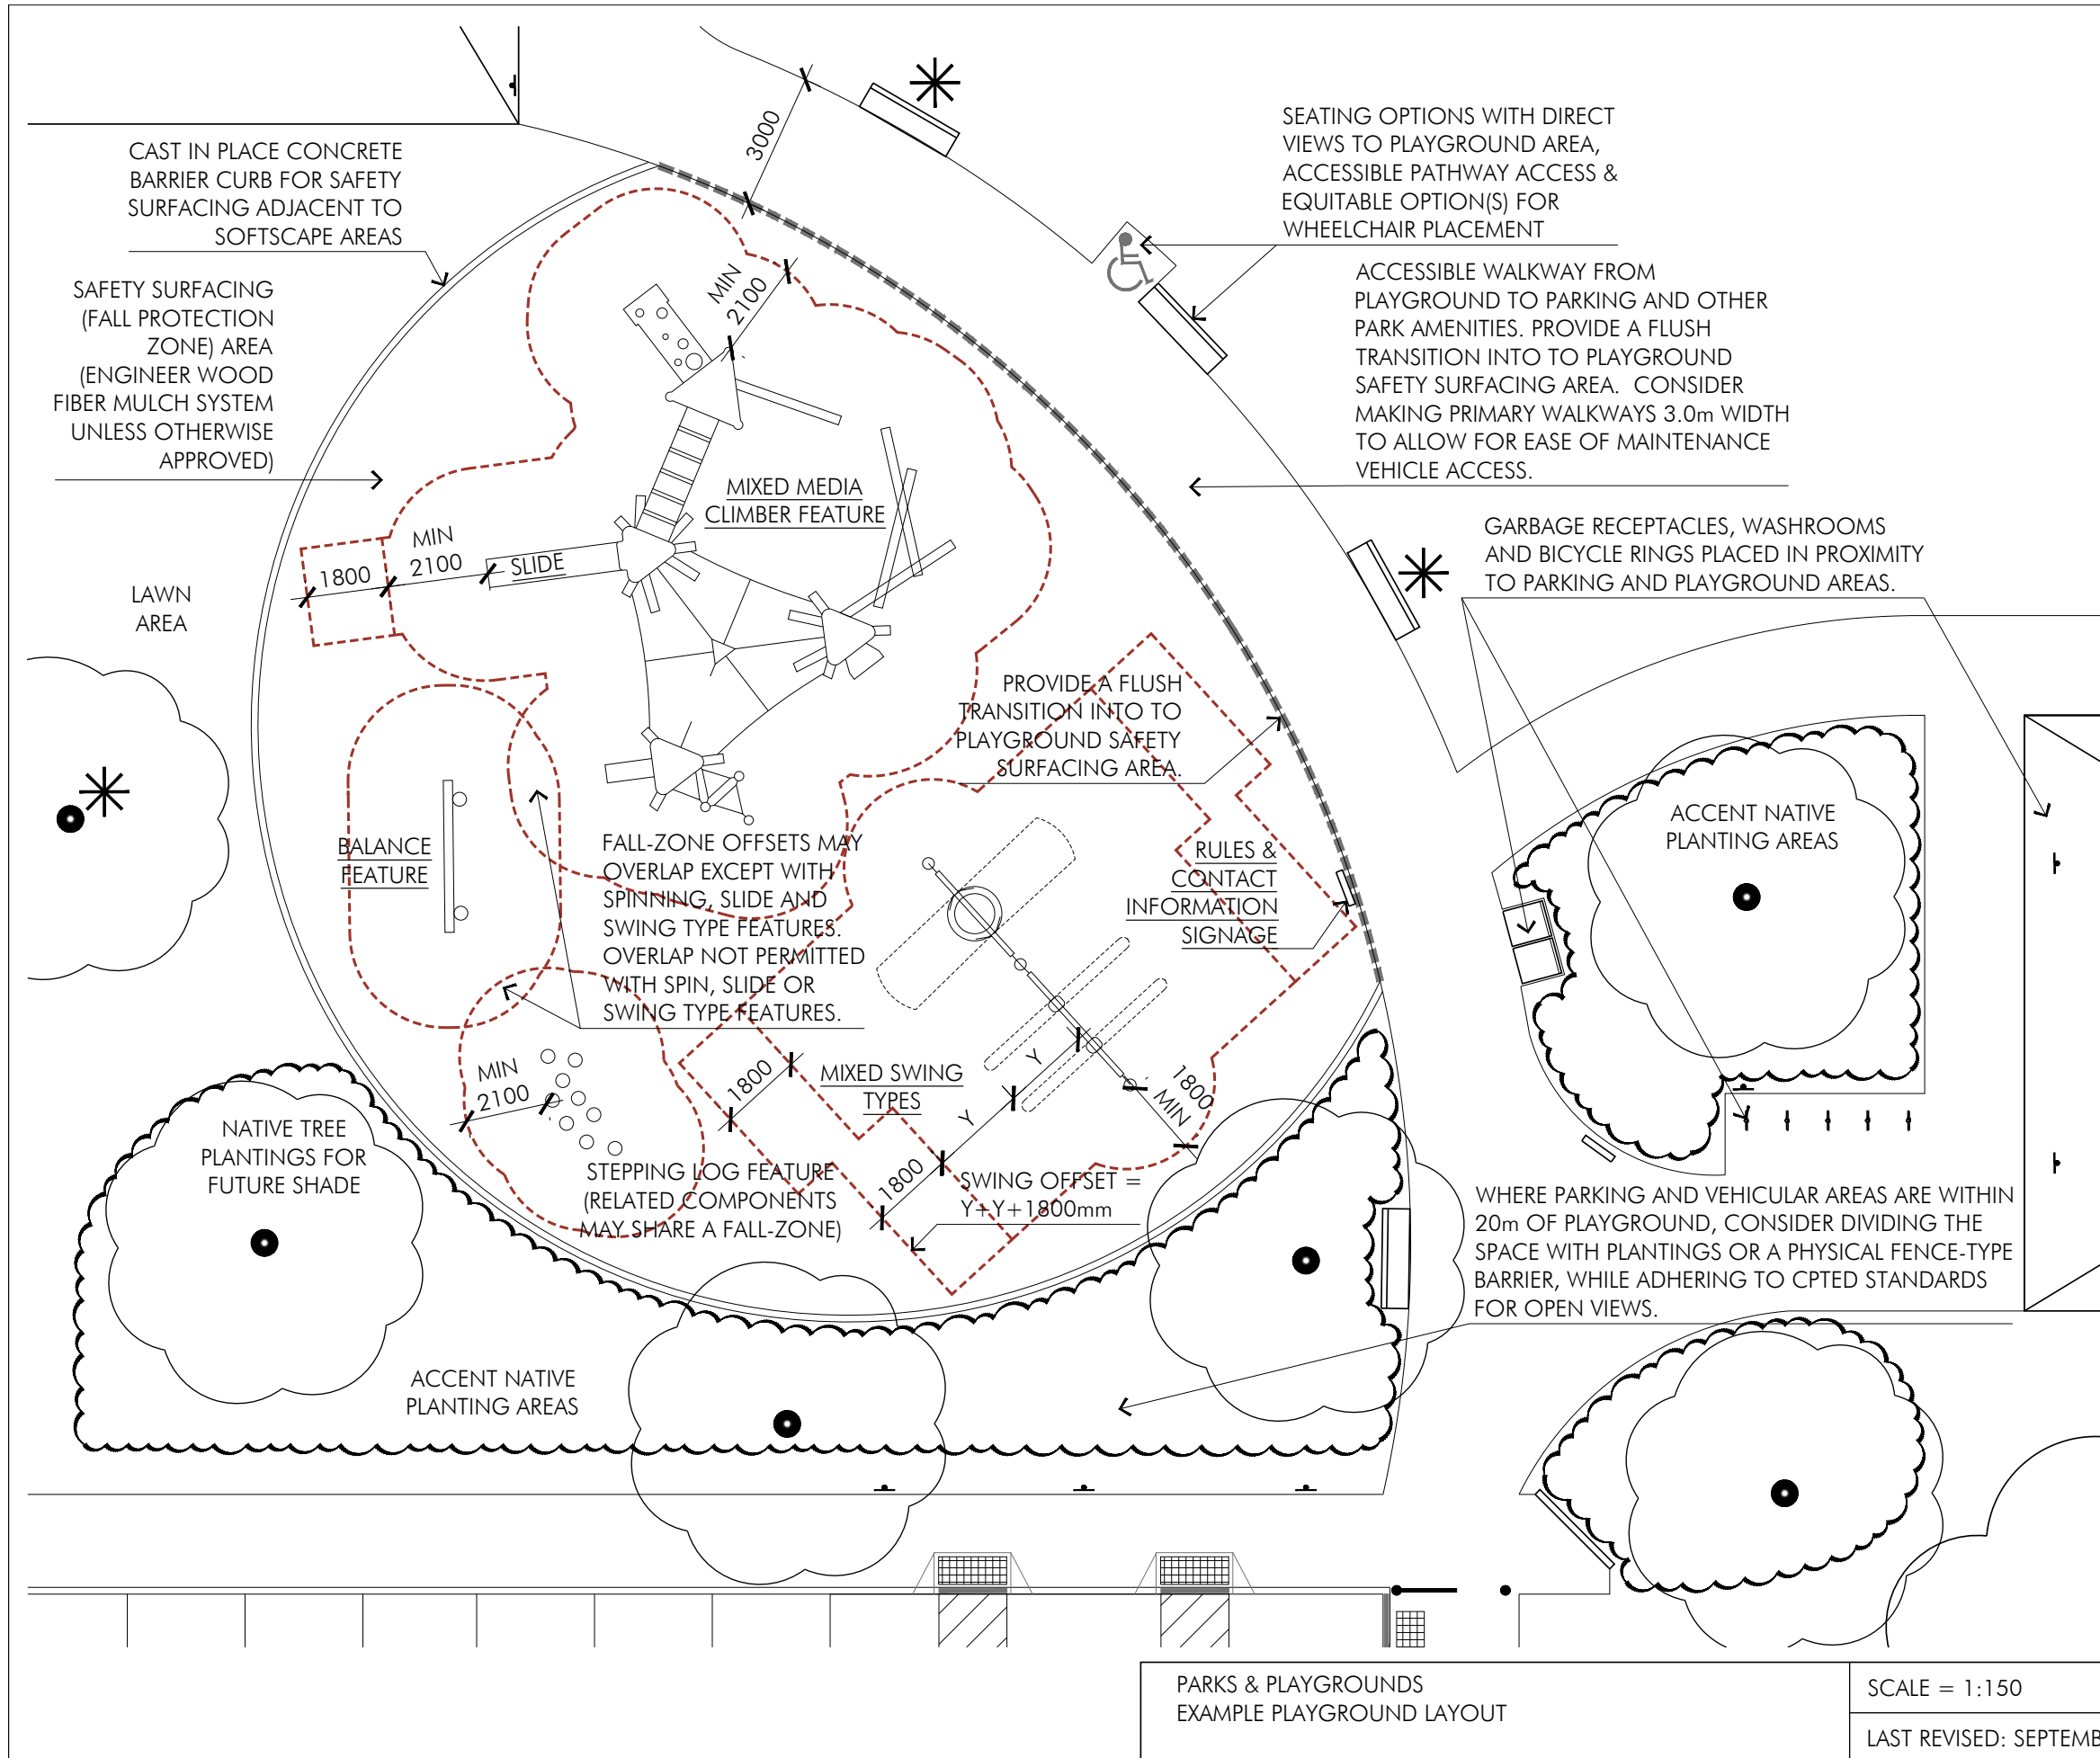 CAST IN PLACE CONCRETE
BARRIER CURB FOR SAFETY
SURFACING ADJACENT TO
SOFTSCAPE AREAS
3000
SEATING OPTIONS WITH DIRECT
VIEWS TO PLAYGROUND AREA,
ACCESSIBLE PATHWAY ACCESS &
EQUITABLE OPTION(S) FOR
WHEELCHAIR PLACEMENT
SAFETY SURFACING
(FALL PROTECTION
ZONE) AREA
(ENGINEER WOOD
FIBER MULCH SYSTEM
UNLESS OTHERWISE
APPROVED)
MIN
2100
ACCESSIBLE WALKWAY FROM
PLAYGROUND TO PARKING AND OTHER
PARK AMENITIES. PROVIDE A FLUSH
TRANSITION INTO TO PLAYGROUND
SAFETY SURFACING AREA. CONSIDER
MAKING PRIMARY WALKWAYS 3.0m WIDTH
TO ALLOW FOR EASE OF MAINTENANCE
VEHICLE ACCESS.
MIXED MEDIA
CLIMBER FEATURE
GARBAGE RECEPTACLES, WASHROOMS
AND BICYCLE RINGS PLACED IN PROXIMITY
TO PARKING AND PLAYGROUND AREAS.
MIN
2100
1800
SLIDE
LAWN
AREA
PROVIDE A FLUSH
TRANSITION INTO TO
PLAYGROUND SAFETY
SURFACING AREA.
ACCENT NATIVE
PLANTING AREAS
BALANCE
FEATURE
FALL-ZONE OFFSETS MAY
OVERLAP EXCEPT WITH
SPINNING, SLIDE AND
SWING TYPE FEATURES.
OVERLAP NOT PERMITTED
WITH SPIN, SLIDE OR
SWING TYPE FEATURES.
RULES &
CONTACT
INFORMATION
SIGNAGE
MIN
2100
1800
MIXED SWING
TYPES
Y
Y
1800
MIN
NATIVE TREE
PLANTINGS FOR
FUTURE SHADE
STEPPING LOG FEATURE
(RELATED COMPONENTS
MAY SHARE A FALL-ZONE)
1800
SWING OFFSET =
Y+Y+1800mm
WHERE PARKING AND VEHICULAR AREAS ARE WITHIN
20m OF PLAYGROUND, CONSIDER DIVIDING THE
SPACE WITH PLANTINGS OR A PHYSICAL FENCE-TYPE
BARRIER, WHILE ADHERING TO CPTED STANDARDS
FOR OPEN VIEWS.
ACCENT NATIVE
PLANTING AREAS
PARKS & PLAYGROUNDS
EXAMPLE PLAYGROUND LAYOUT
SCALE = 1:150
LAST REVISED: